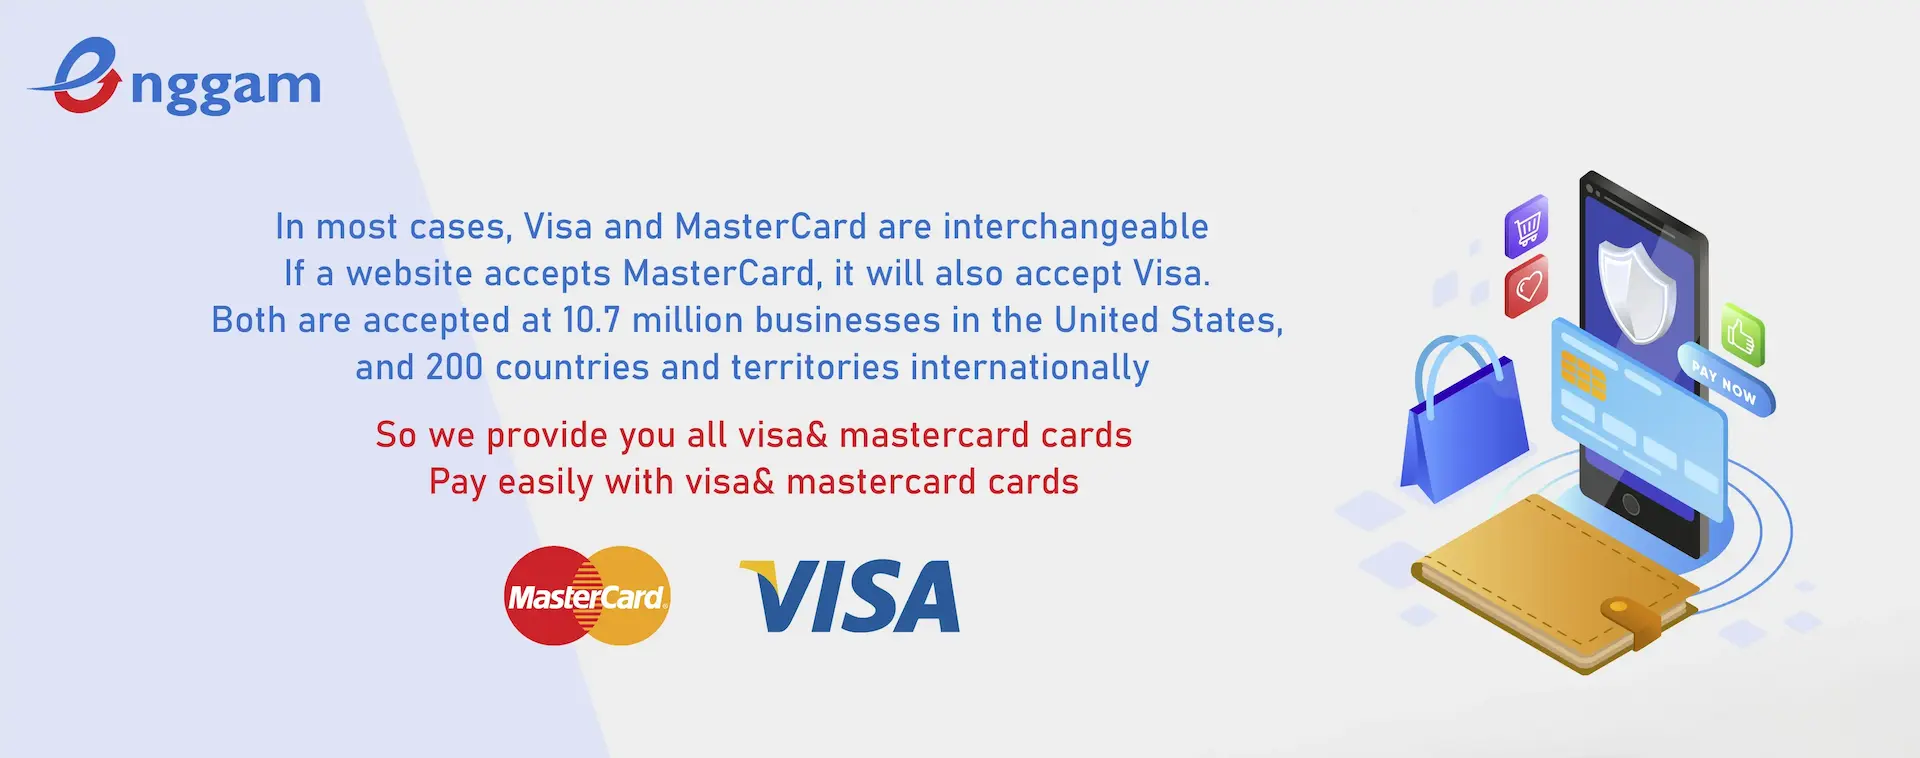 enggam
In most cases, Visa and MasterCard are interchangeable
If a website accepts MasterCard, it will also accept Visa.
Both are accepted at 10.7 million businesses in the United States,
and 200 countries and territories internationally
So we provide you all visa& mastercard cards
Pay easily with visa& mastercard cards
MasterCard
VISA
PAY NOW